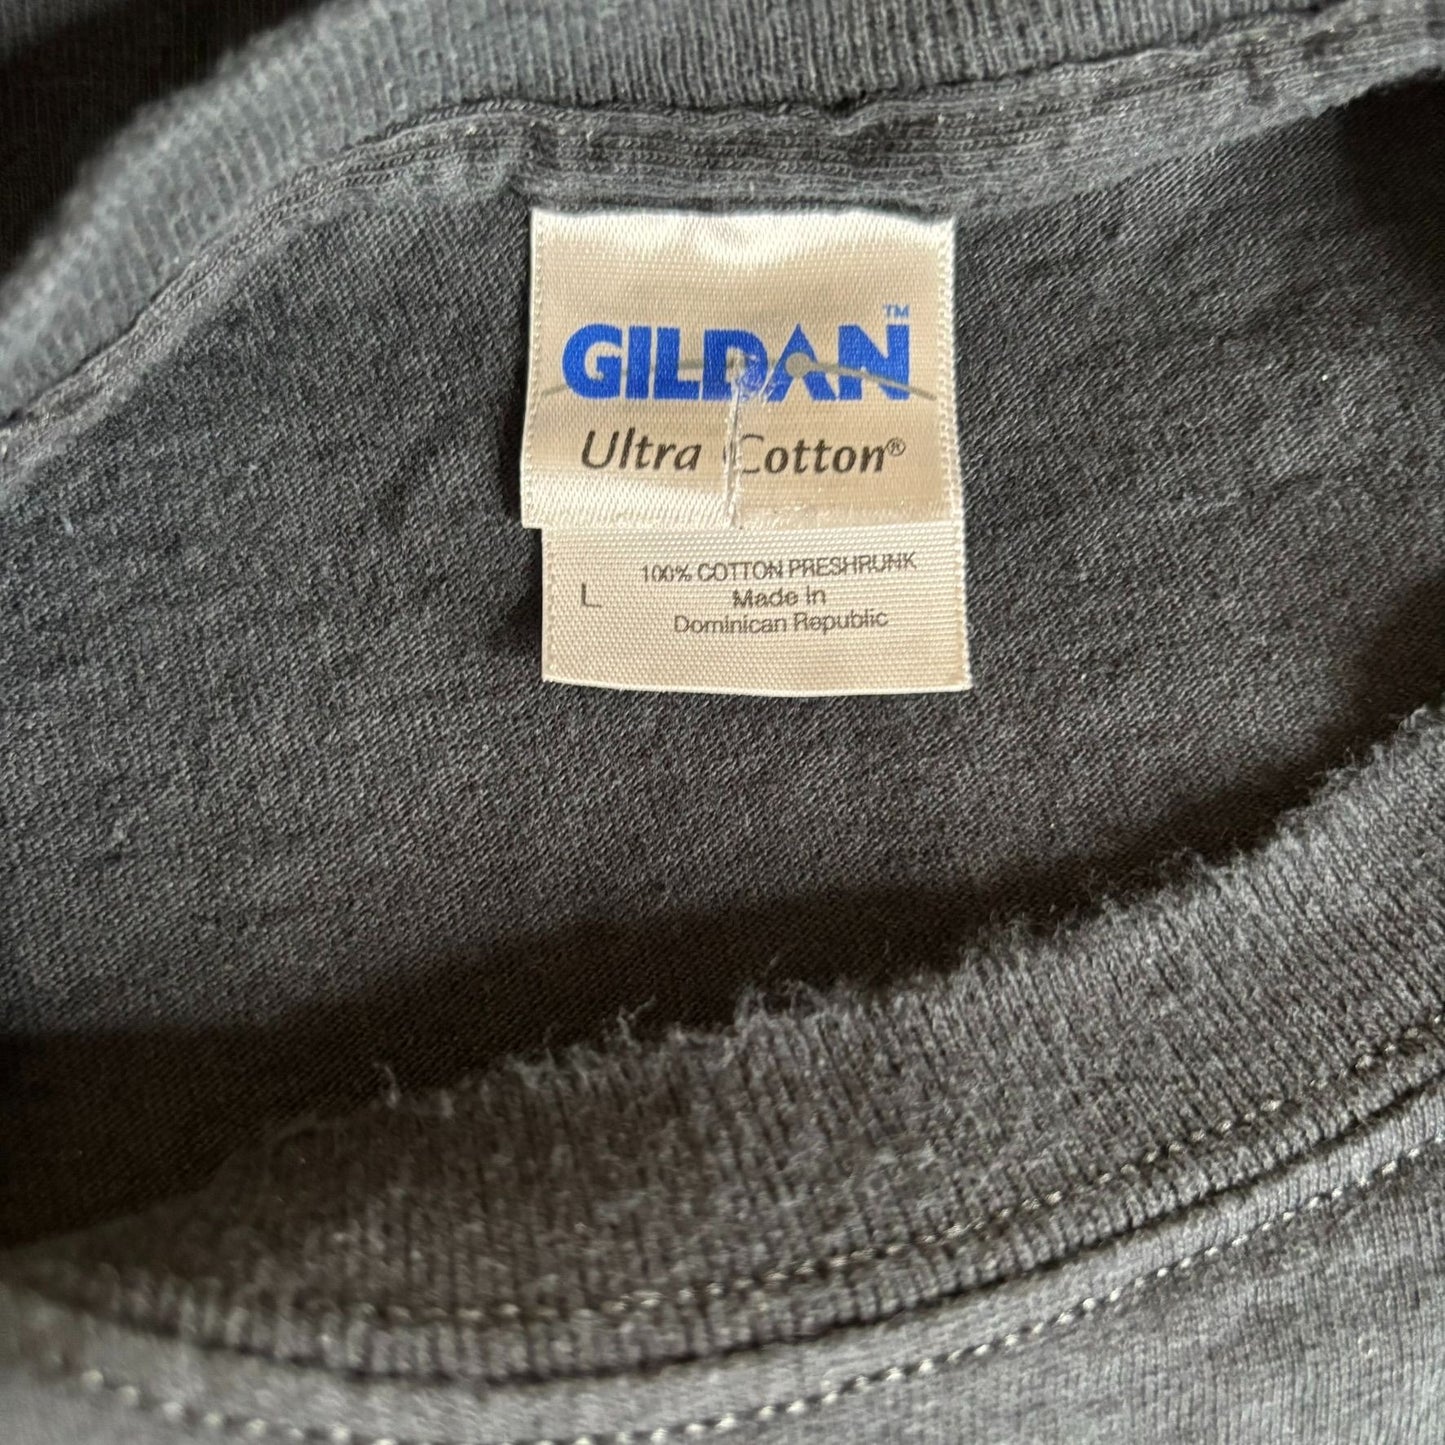 GILDAN™
Ultra Cotton®
L
100% COTTON PRESHRUNK
Made in
Dominican Republic